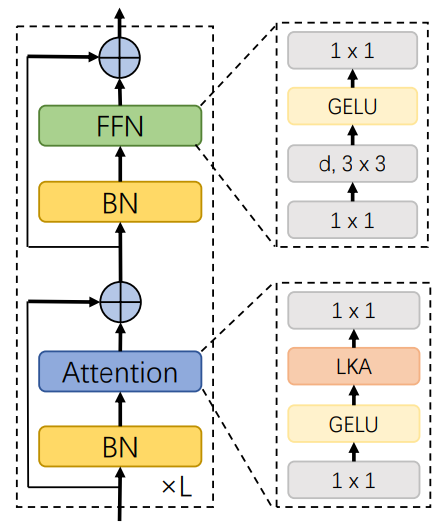 FFN
BN
Attention
BN
×L
1 x 1
GELU
d, 3 x 3
1 x 1
1 x 1
LKA
GELU
1 x 1